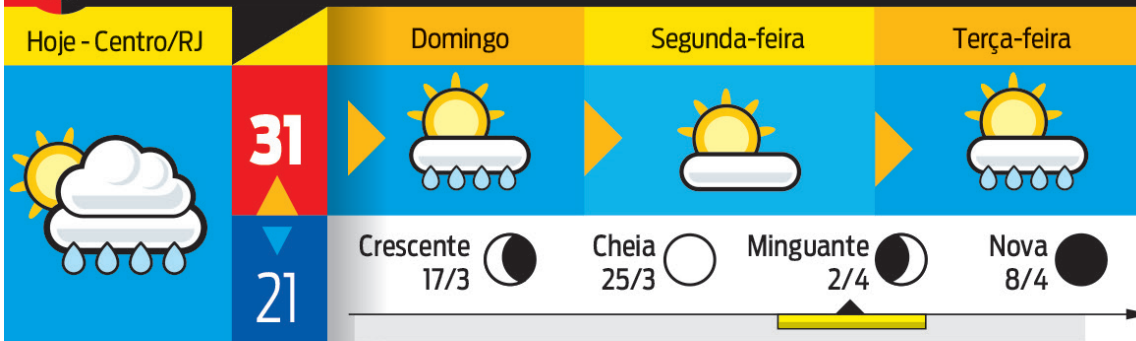 Hoje - Centro/RJ
31
21
Domingo
Segunda-feira
Terça-feira
Crescente
17/3
Cheia
25/3
Minguante
2/4
Nova
8/4